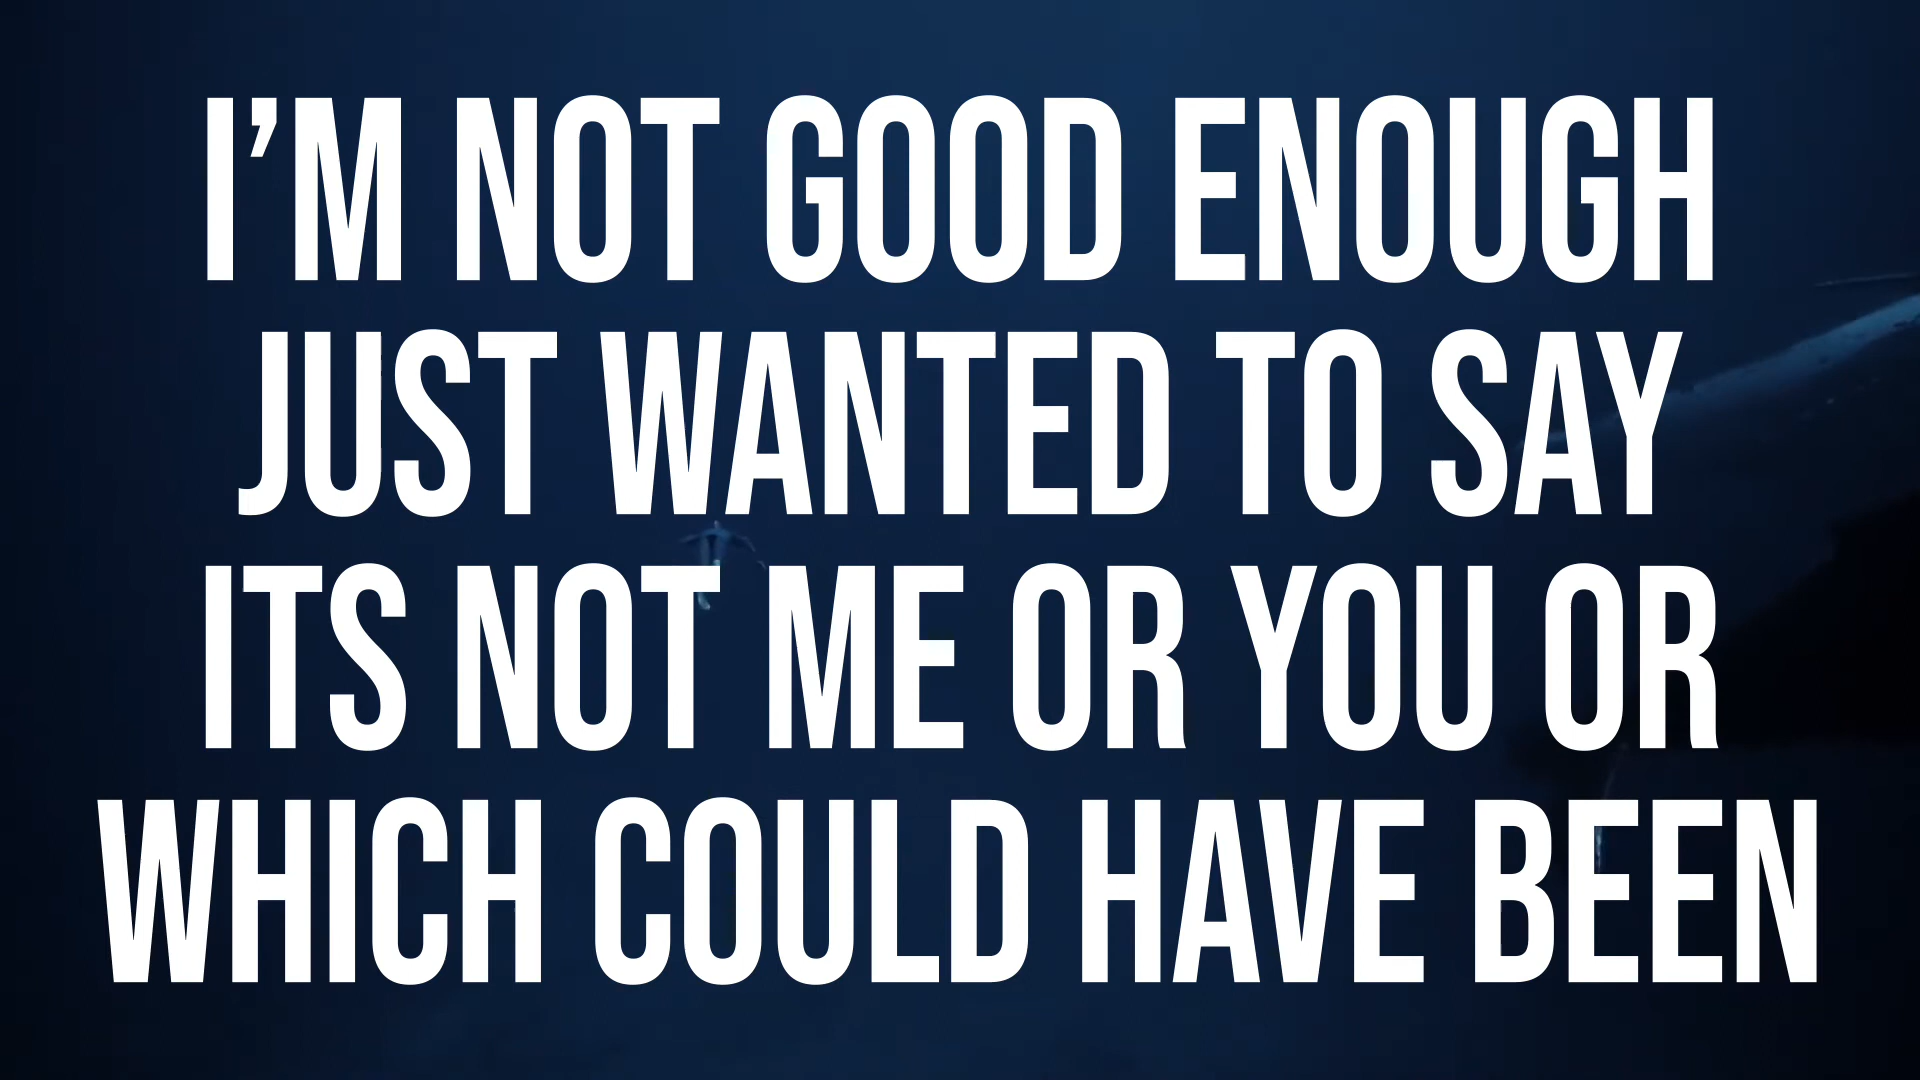 I’M NOT GOOD ENOUGH
JUST WANTED TO SAY
ITS NOT ME OR YOU OR
WHICH COULD HAVE BEEN